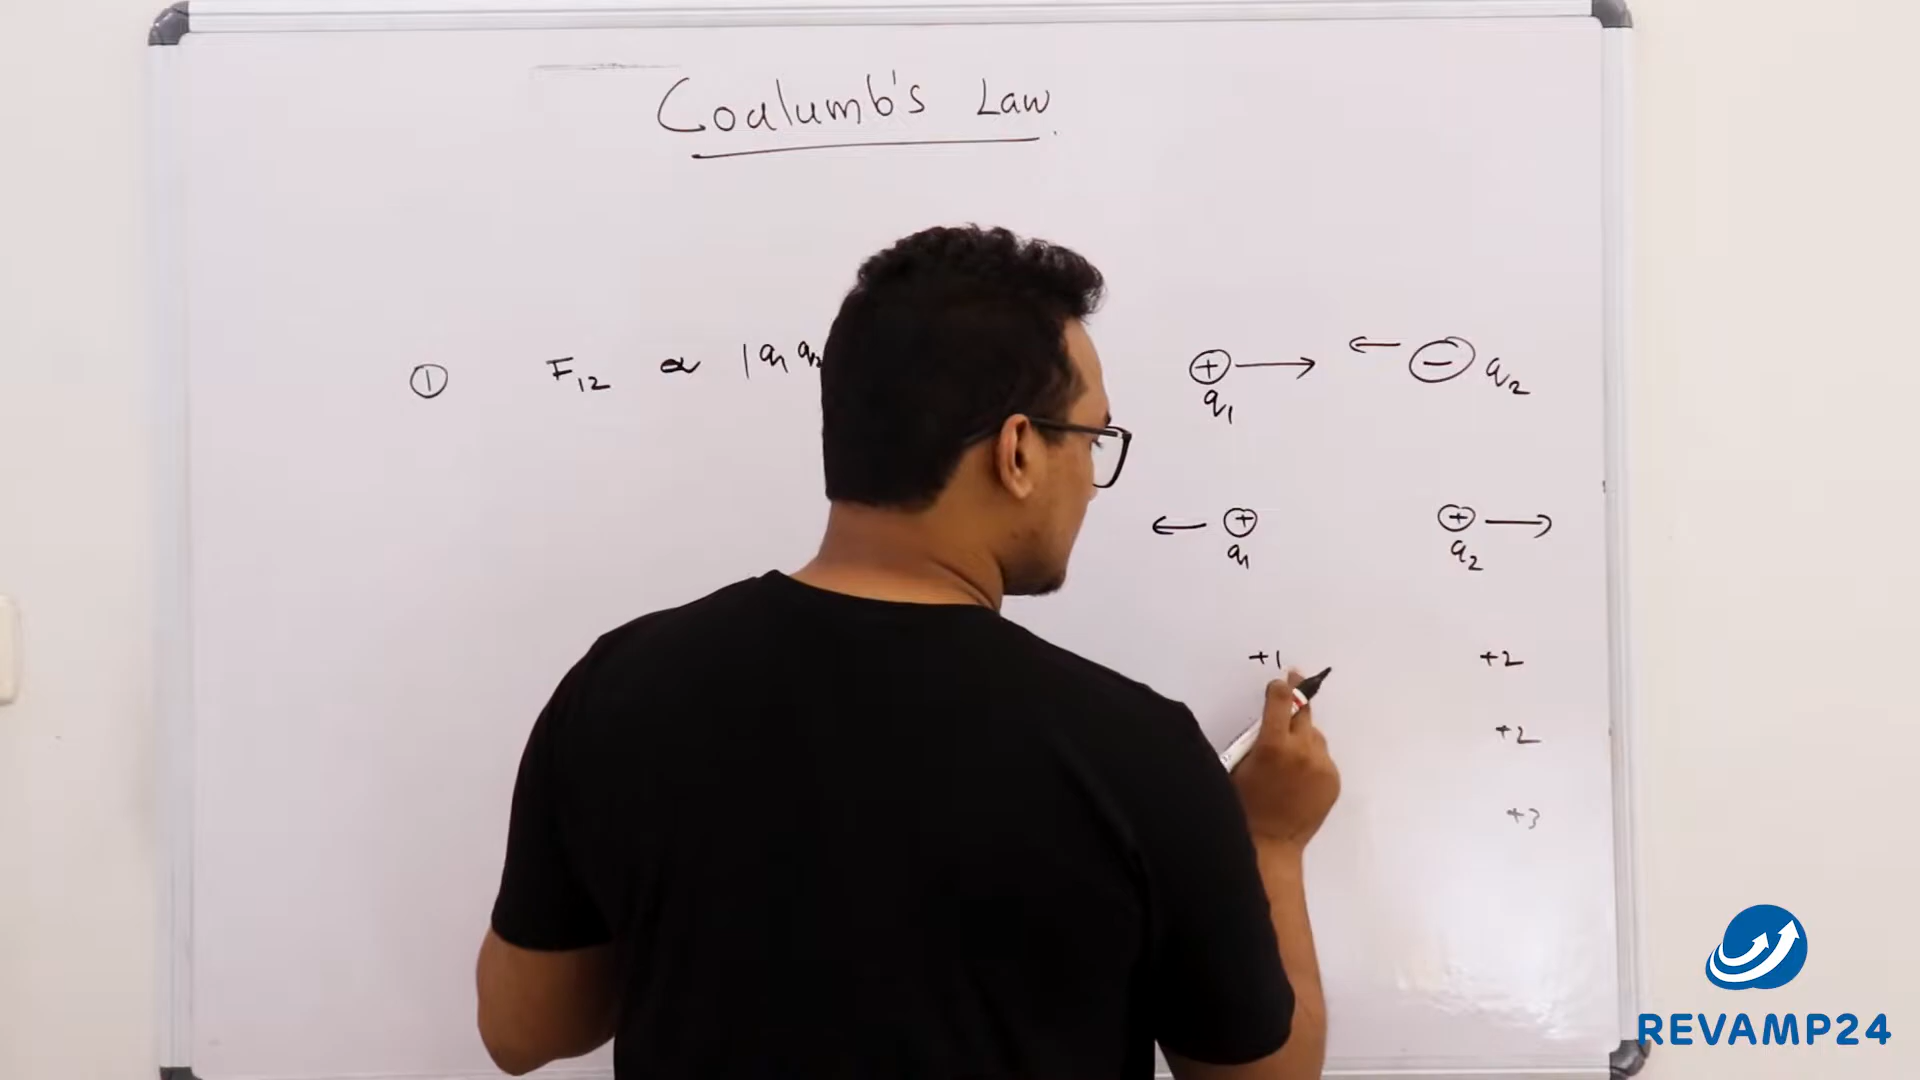 Coalumb's Law
① F₁₂ ∝ |q₁ q₂
+ → ← − q₂
q₁
← + + →
q₁ q₂
+1 +2
+2
+3
REVAMP24